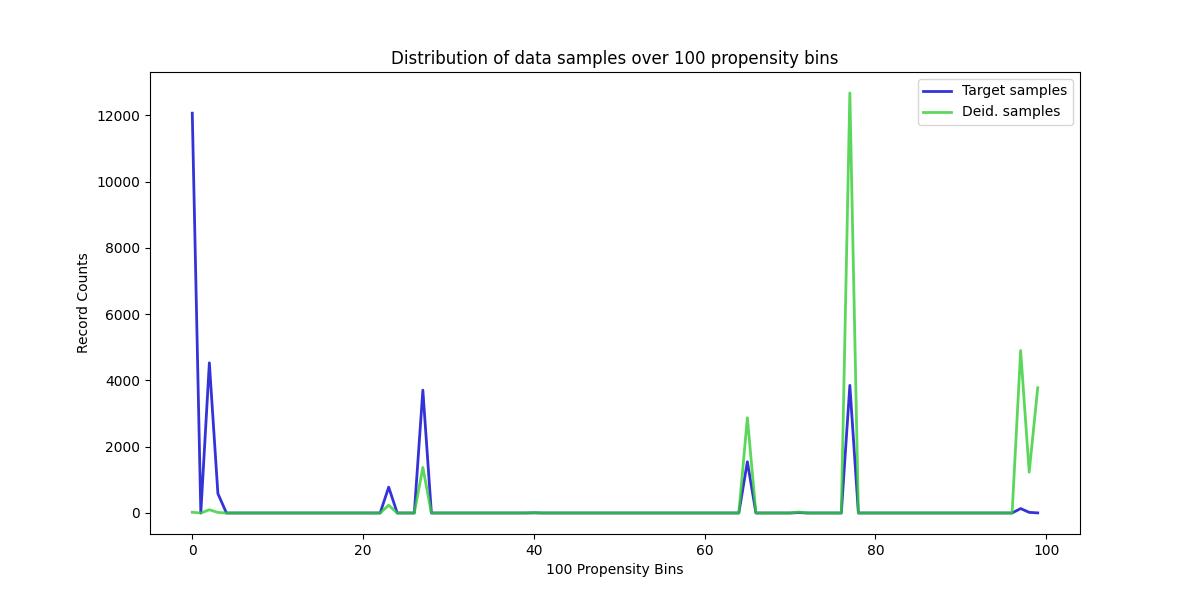 Distribution of data samples over 100 propensity bins
Target samples
Deid. samples
12000
10000
8000
6000
4000
2000
0
Record Counts
0 20 40 60 80 100
100 Propensity Bins